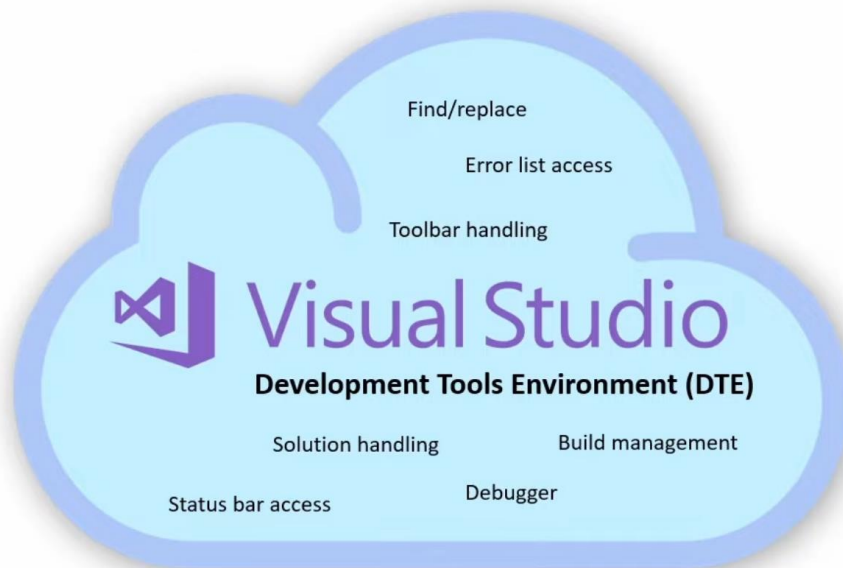 Find/replace
Error list access
Toolbar handling
Visual Studio
Development Tools Environment (DTE)
Solution handling
Build management
Status bar access
Debugger